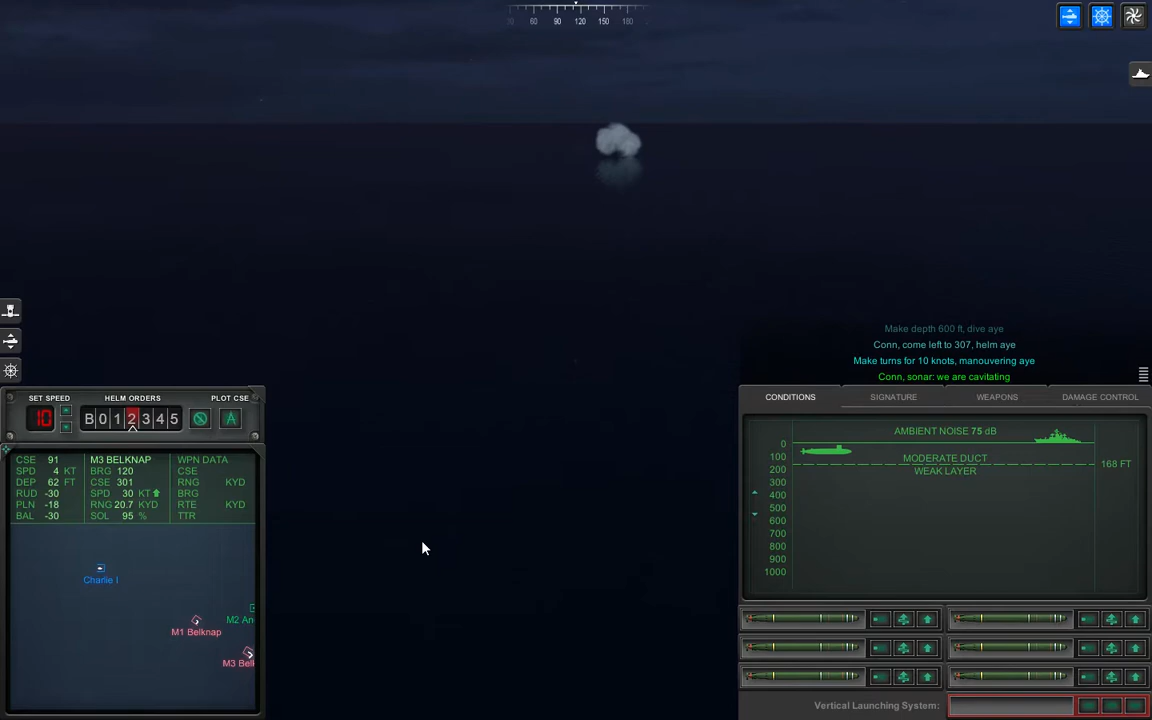 60 90 120 150 180
Make depth 600 ft, dive aye
Conn, come left to 307, helm aye
Make turns for 10 knots, manouvering aye
Conn, sonar: we are cavitating
SET SPEED HELM ORDERS PLOT CSE
10 B 0 1 2 3 4 5 A
CSE 91 M3 BELKNAP WPN DATA
SPD 4 KT BRG 120 CSE
DEP 62 FT CSE 301 RNG KYD
RUD -30 SPD 30 KT BRG
PLN -18 RNG 20.7 KYD RTE KYD
BAL -30 SOL 95 % TTR
Charlie I
M2 An
M1 Belknap
M3 Belk
CONDITIONS SIGNATURE WEAPONS DAMAGE CONTROL
AMBIENT NOISE 75 dB
0
100 MODERATE DUCT
168 FT
200 WEAK LAYER
300
400
500
600
700
800
900
1000
Vertical Launching System: